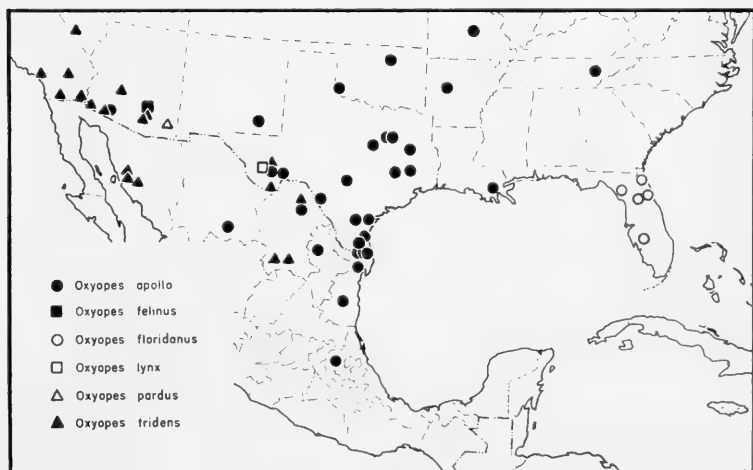 Oxyopes apollo
Oxyopes felinus
Oxyopes floridanus
Oxyopes lynx
Oxyopes pardus
Oxyopes tridens